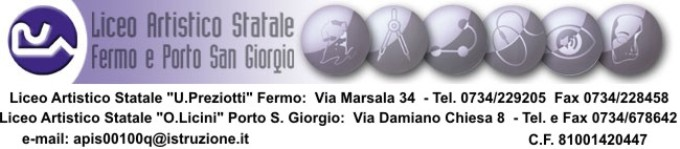 Liceo Artistico Statale
Fermo e Porto San Giorgio
Liceo Artistico Statale "U.Preziotti" Fermo: Via Marsala 34 - Tel. 0734/229205 Fax 0734/228458
Liceo Artistico Statale "O.Licini" Porto S. Giorgio: Via Damiano Chiesa 8 - Tel. e Fax 0734/678642
e-mail: apis00100q@istruzione.it C.F. 81001420447